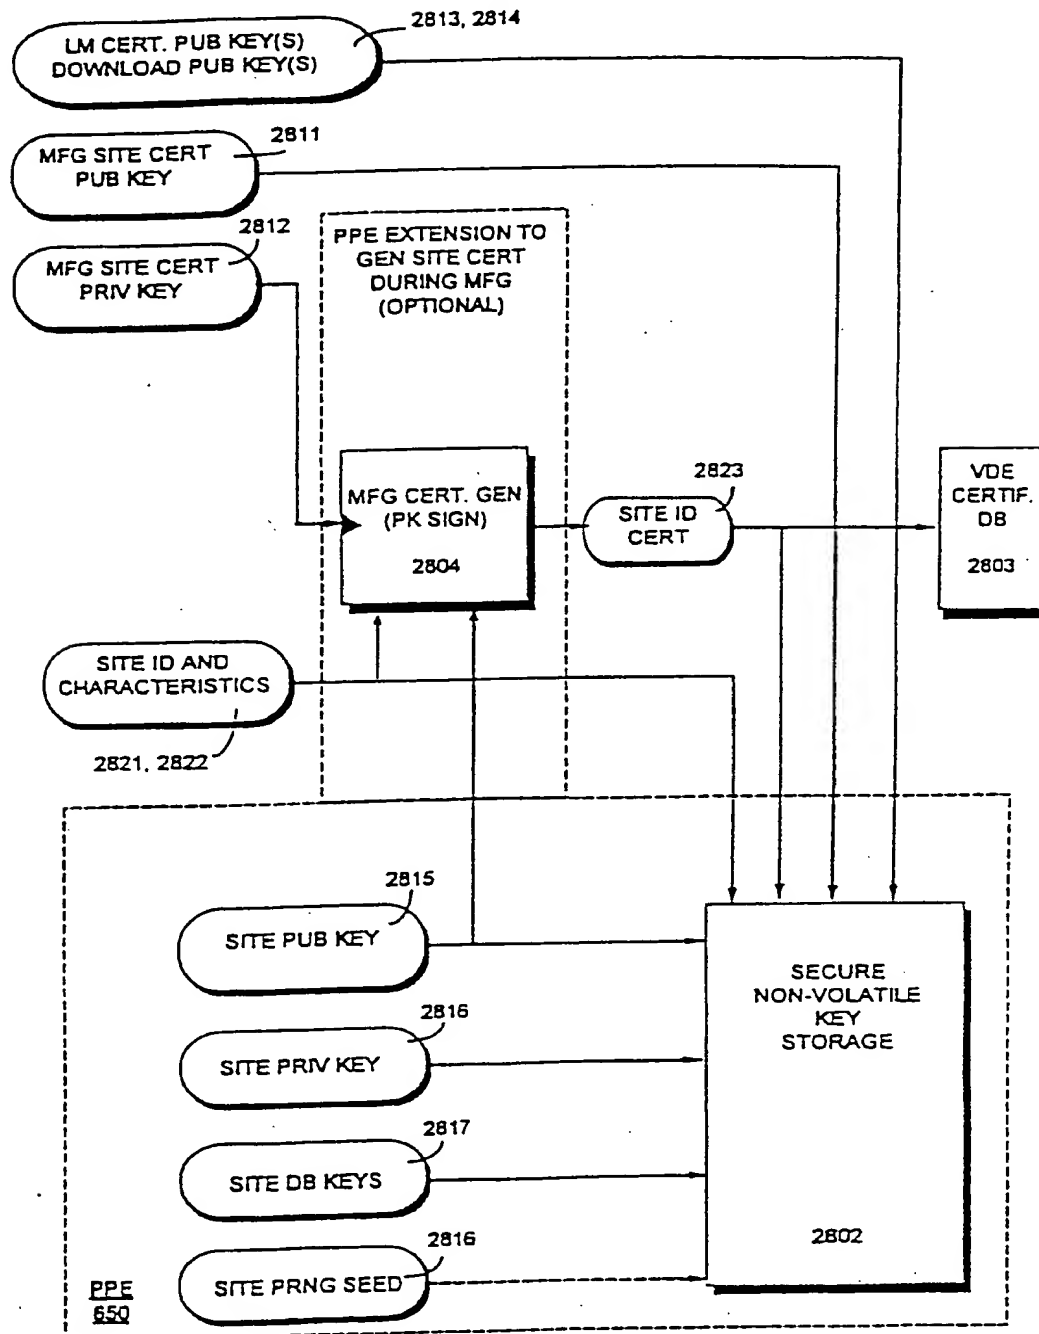 2813, 2814
LM CERT. PUB KEY(S)
DOWNLOAD PUB KEY(S)
2811
MFG SITE CERT
PUB KEY
2812
MFG SITE CERT
PRIV KEY
PPE EXTENSION TO
GEN SITE CERT
DURING MFG
(OPTIONAL)
MFG CERT. GEN
(PK SIGN)
2804
2823
SITE ID
CERT
VDE
CERTIF.
DB
2803
SITE ID AND
CHARACTERISTICS
2821, 2822
2815
SITE PUB KEY
2816
SITE PRIV KEY
2817
SITE DB KEYS
2816
SITE PRNG SEED
SECURE
NON-VOLATILE
KEY
STORAGE
2802
PPE
650